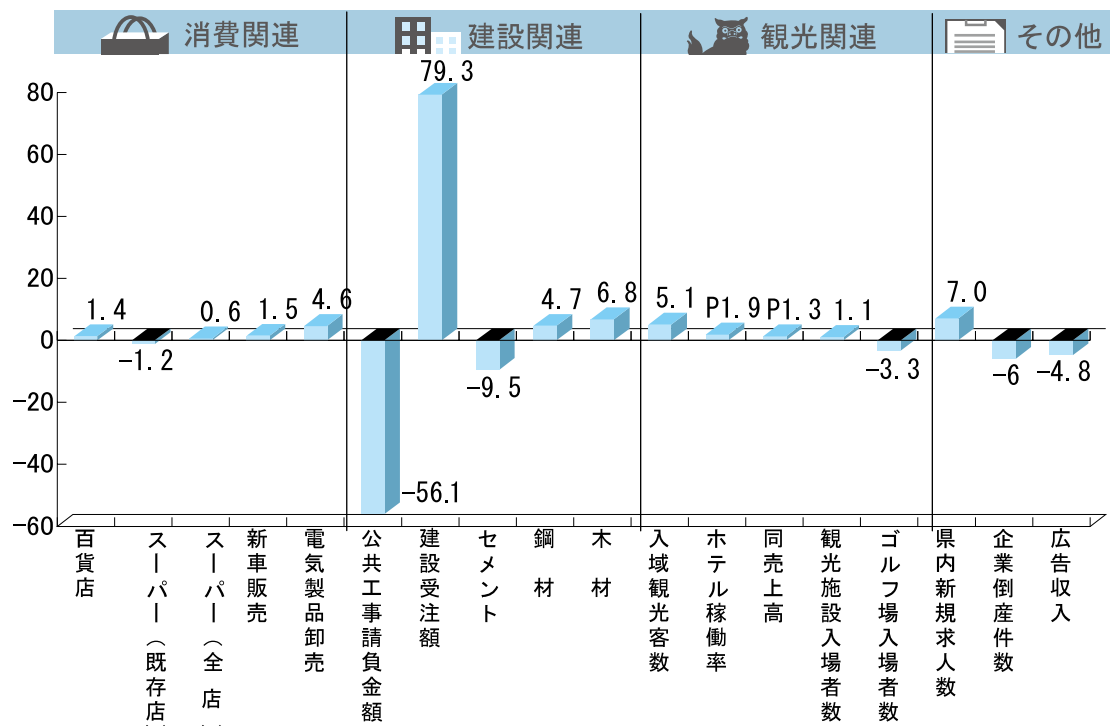 消費関連
建設関連
観光関連
その他
80
60
40
20
0
-20
-40
-60
1.4
-1.2
0.6
1.5
4.6
-56.1
79.3
-9.5
4.7
6.8
5.1
P1.9
P1.3
1.1
-3.3
7.0
-6
-4.8
百貨店
スーパー(既存店
スーパー(全 店
新車販売
電気製品卸売
公共工事請負金額
建設受注額
セメント
鋼 材
木 材
入域観光客数
ホテル稼働率
同売上高
観光施設入場者数
ゴルフ場入場者数
県内新規求人数
企業倒産件数
広告収入